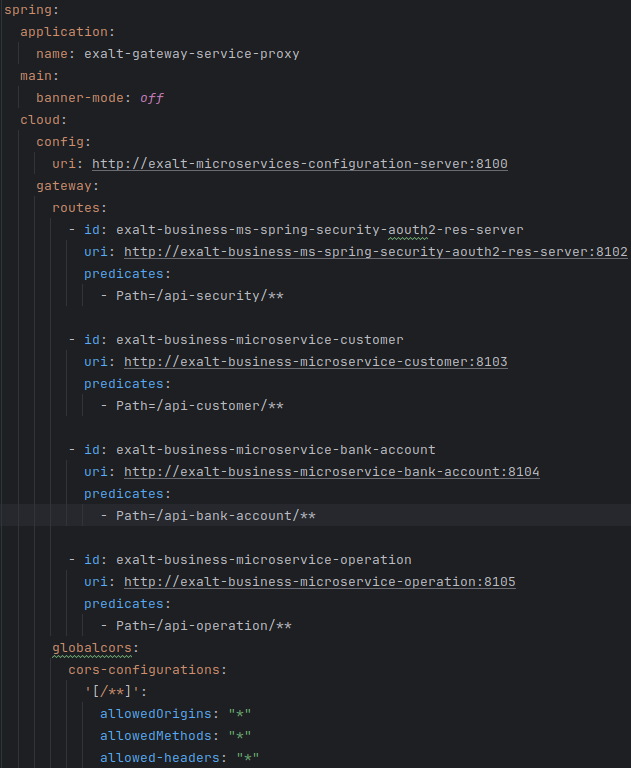 spring:
  application:
    name: exalt-gateway-service-proxy
  main:
    banner-mode: off
  cloud:
    config:
      uri: http://exalt-microservices-configuration-server:8100
    gateway:
      routes:
        - id: exalt-business-ms-spring-security-aouth2-res-server
          uri: http://exalt-business-ms-spring-security-aouth2-res-server:8102
          predicates:
            - Path=/api-security/**

        - id: exalt-business-microservice-customer
          uri: http://exalt-business-microservice-customer:8103
          predicates:
            - Path=/api-customer/**

        - id: exalt-business-microservice-bank-account
          uri: http://exalt-business-microservice-bank-account:8104
          predicates:
            - Path=/api-bank-account/**

        - id: exalt-business-microservice-operation
          uri: http://exalt-business-microservice-operation:8105
          predicates:
            - Path=/api-operation/**
      globalcors:
        cors-configurations:
          '[/**]':
            allowedOrigins: "*"
            allowedMethods: "*"
            allowed-headers: "*"